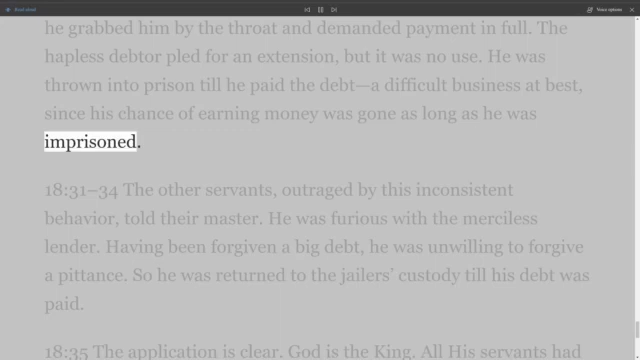 Read aloud
Voice options
he grabbed him by the throat and demanded payment in full. The
hapless debtor pled for an extension, but it was no use. He was
thrown into prison till he paid the debt—a difficult business at best,
since his chance of earning money was gone as long as he was
imprisoned.
18:31–34 The other servants, outraged by this inconsistent
behavior, told their master. He was furious with the merciless
lender. Having been forgiven a big debt, he was unwilling to forgive
a pittance. So he was returned to the jailers’ custody till his debt was
paid.
18:35 The application is clear. God is the King. All His servants had